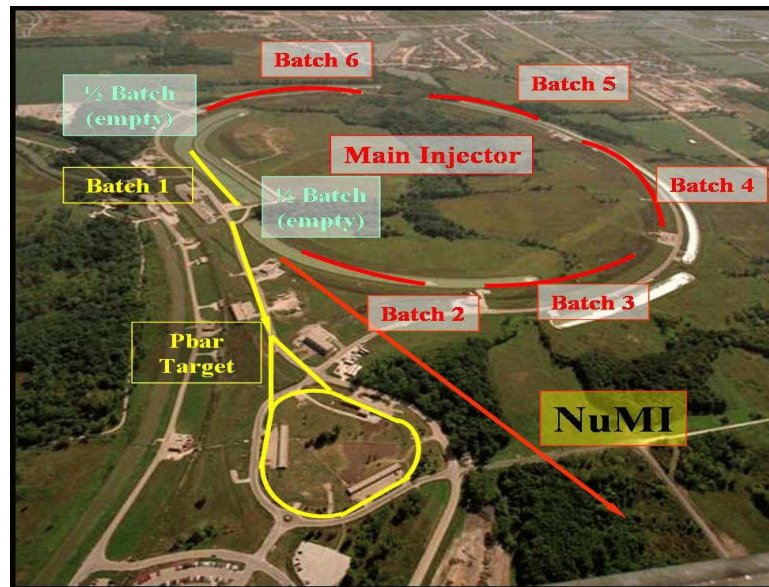 Batch 6
½ Batch
(empty)
Batch 5
Main Injector
Batch 1
Batch 4
½ Batch
(empty)
Batch 2
Batch 3
Pbar
Target
NuMI